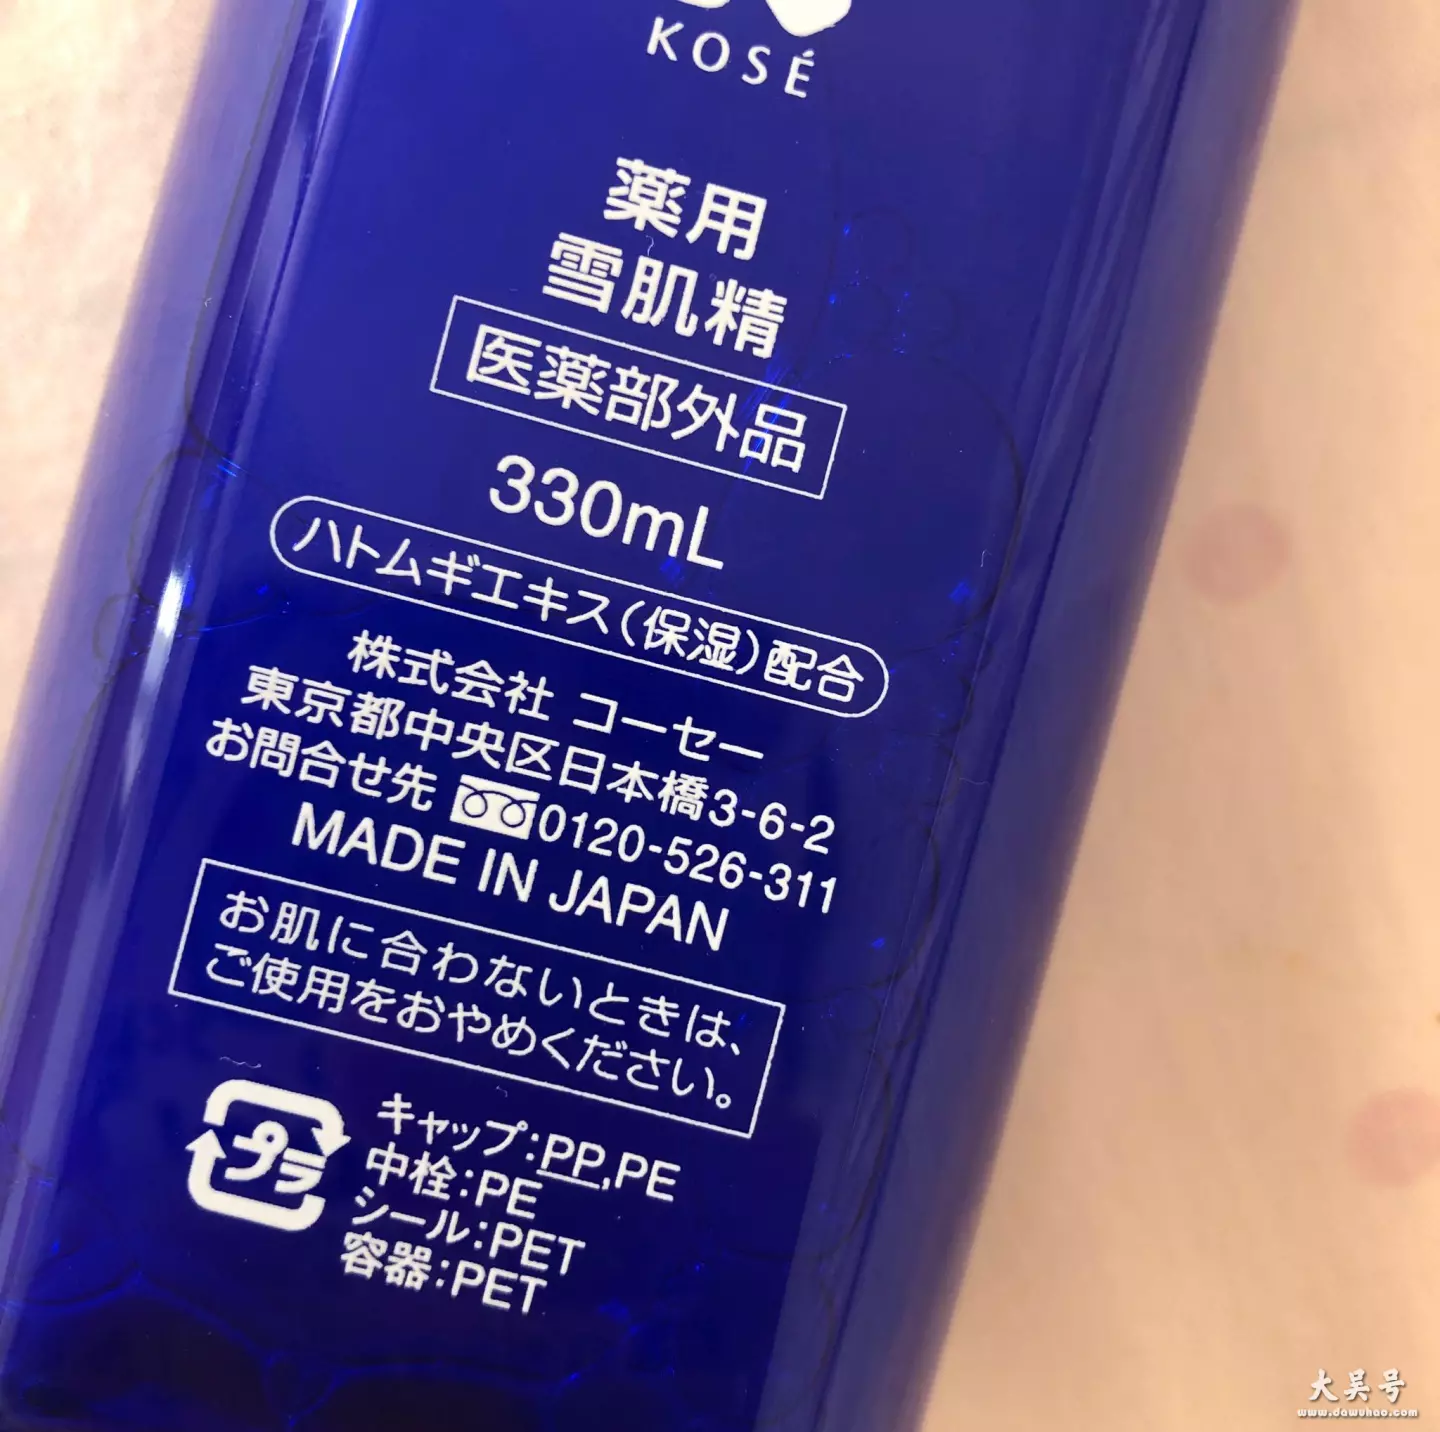 KOSÉ
薬用
雪肌精
医薬部外品
330mL
ハトムギエキス(保湿)配合
株式会社 コーセー
東京都中央区日本橋3-6-2
お問合せ先 0120-526-311
MADE IN JAPAN
お肌に合わないときは、
ご使用をおやめください。
プラ
キャップ:PP,PE
中栓:PE
シール:PET
容器:PET
大吴号
www.dawuhao.com